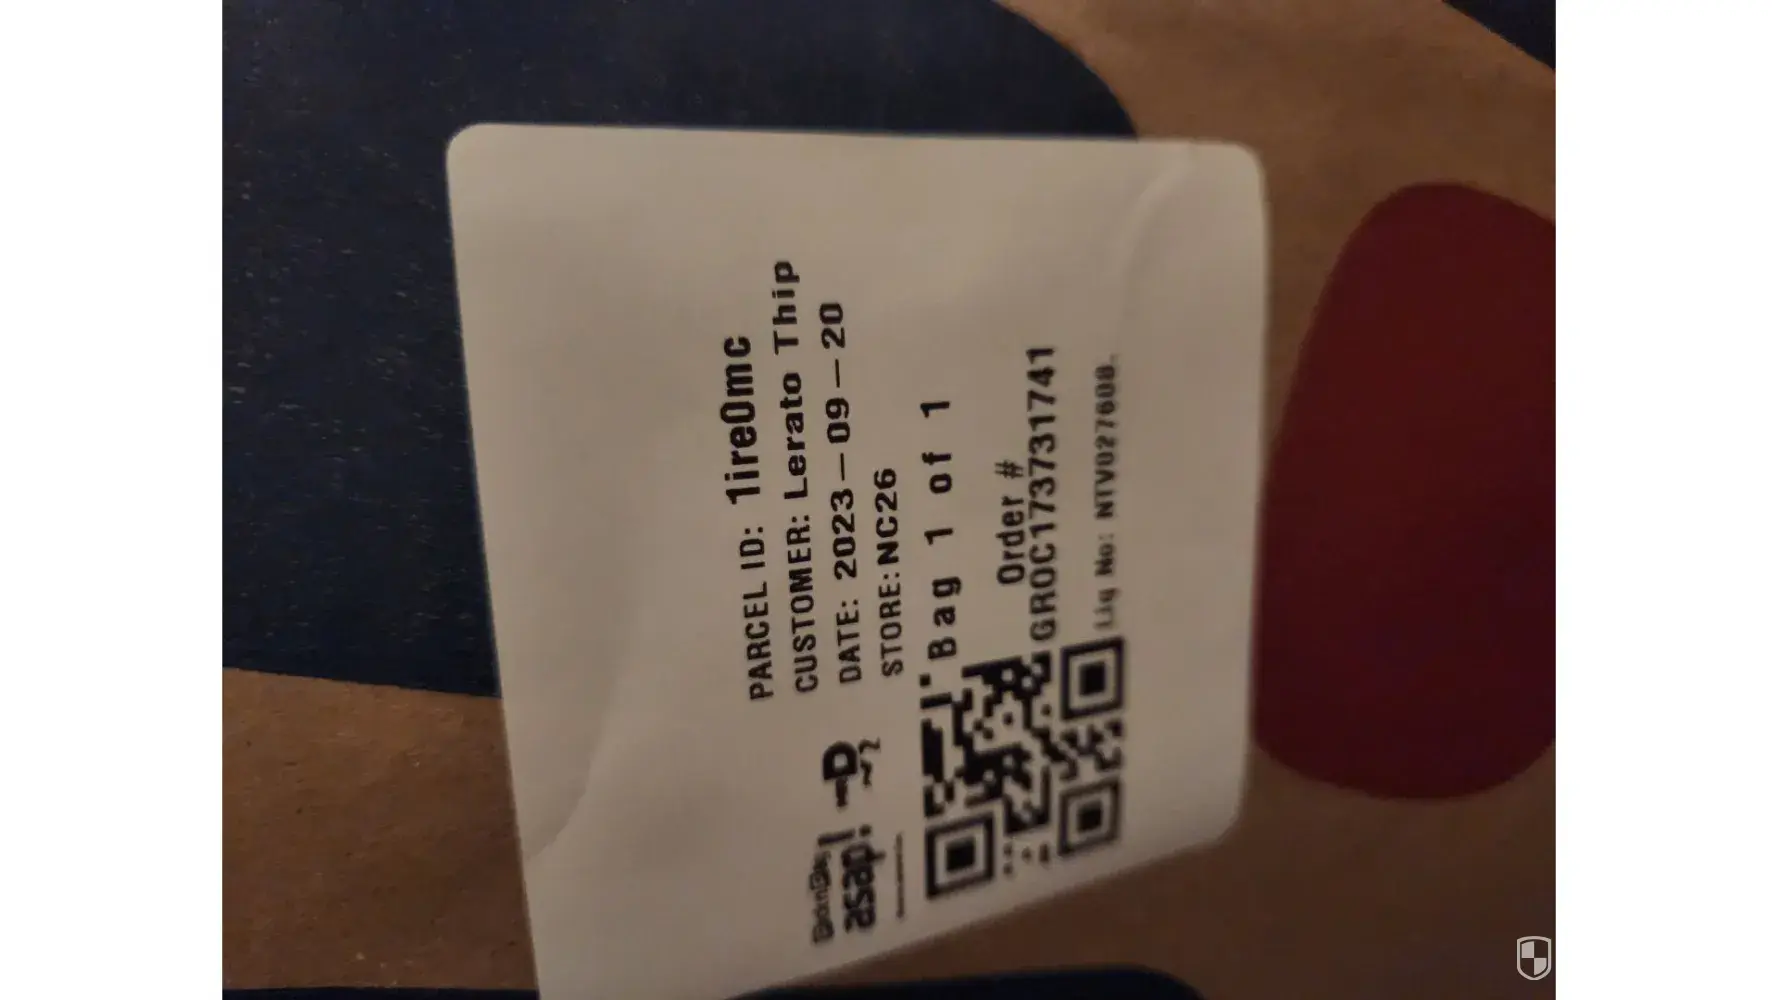 PARCEL ID: 1ire0mc
CUSTOMER: Lerato Thip
DATE: 2023-09-20
STORE:NC26
asap!
Bag 1 of 1
Order #
GROC173731741
Liq No: NTV027608.